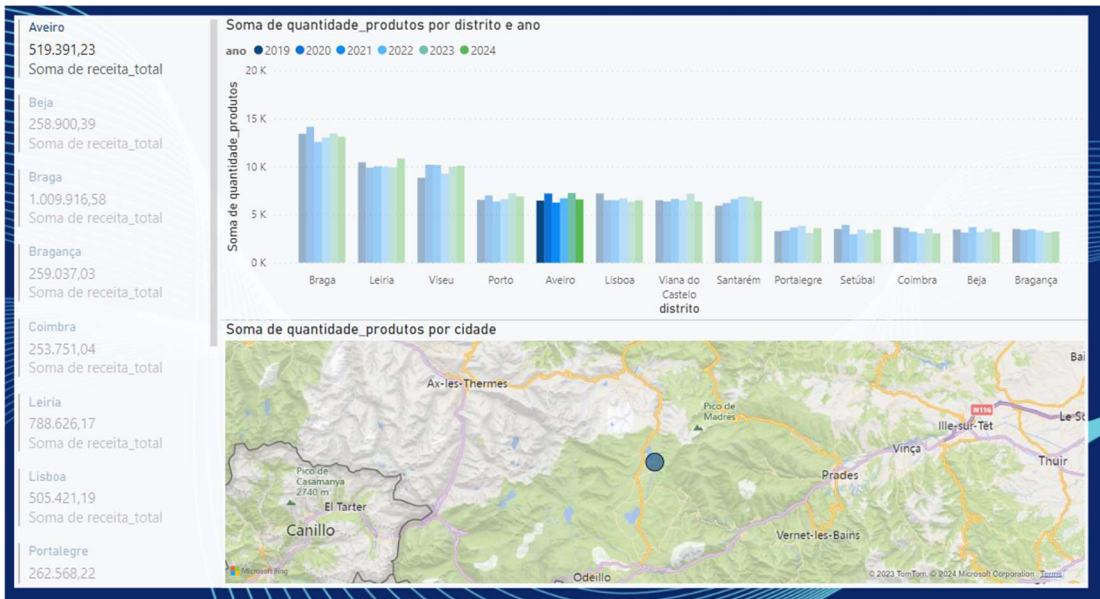 Aveiro
519.391,23
Soma de receita_total
Beja
258.900,39
Soma de receita_total
Braga
1.009.916,58
Soma de receita_total
Bragança
259.037,03
Soma de receita_total
Coimbra
253.751,04
Soma de receita_total
Leiria
788.626,17
Soma de receita_total
Lisboa
505.421,19
Soma de receita_total
Portalegre
262.568,22
Soma de quantidade_produtos por distrito e ano
ano 2019 2020 2021 2022 2023 2024
Soma de quantidade_produtos
20 K
15 K
10 K
5 K
0 K
Braga Leiria Viseu Porto Aveiro Lisboa Viana do Castelo Santarém Portalegre Setúbal Coimbra Beja Bragança
distrito
Soma de quantidade_produtos por cidade
Bai
Ax-les-Thermes
Pico de
Madres
N116
Le So
Ille-sur-Têt
Vinça
Thuir
Pico de
Casamanya
2740 m
Prades
El Tarter
Canillo
Vernet-les-Bains
Microsoft Bing
Odeillo
© 2023 TomTom, © 2024 Microsoft Corporation Terms